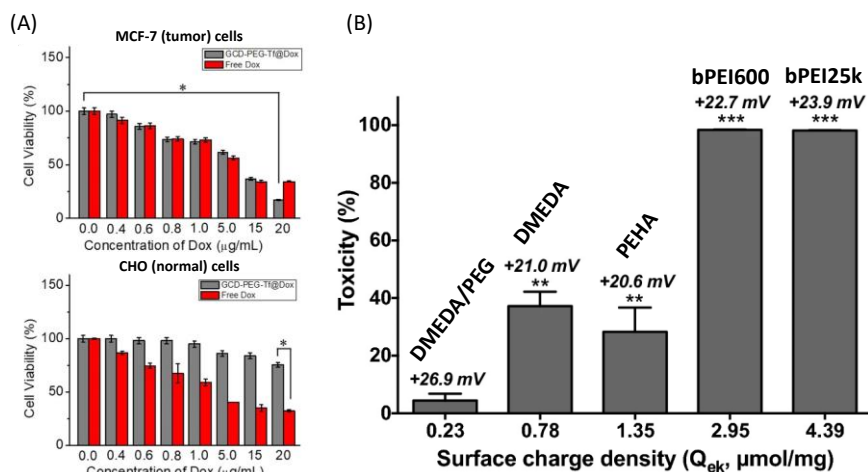 (A)
MCF-7 (tumor) cells
150
100
50
0
Cell Viability (%)
GCD-PEG-Tf@Dox
Free Dox
*
0.0 0.4 0.6 0.8 1.0 5.0 15 20
Concentration of Dox (μg/mL)
CHO (normal) cells
150
100
50
0
Cell Viability (%)
GCD-PEG-Tf@Dox
Free Dox
*
0.0 0.4 0.6 0.8 1.0 5.0 15 20
Concentration of Dox (μg/mL)
(B)
Toxicity (%)
100
80
60
40
20
0
DMEDA/PEG
+26.9 mV
DMEDA
+21.0 mV
**
PEHA
+20.6 mV
**
bPEI600
+22.7 mV
***
bPEI25k
+23.9 mV
***
0.23 0.78 1.35 2.95 4.39
Surface charge density (Qek, μmol/mg)